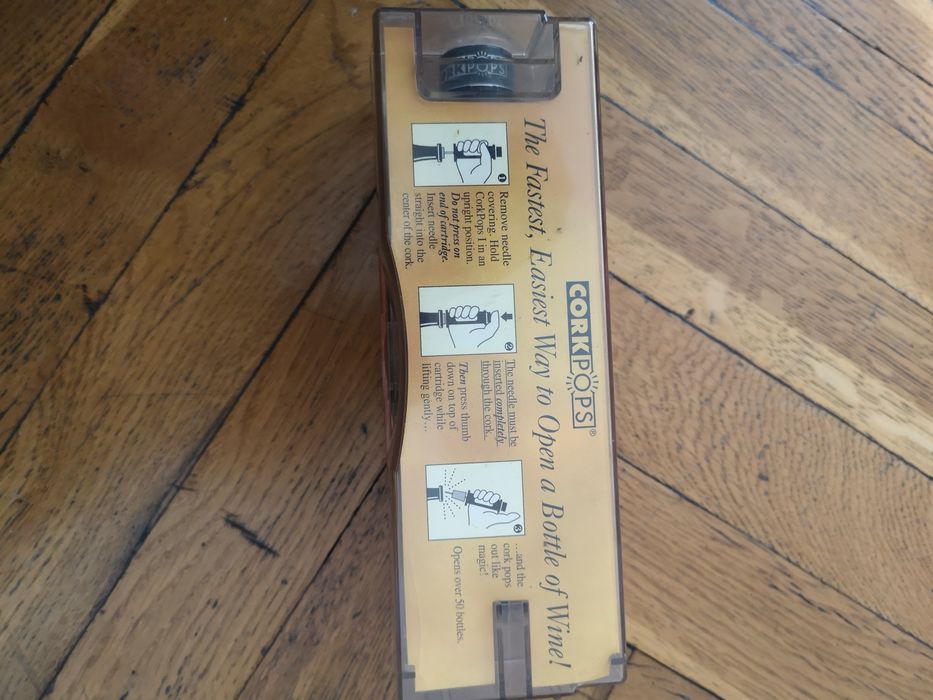 CORKPOPS®
The Fastest, Easiest Way to Open a Bottle of Wine!
CORKPOPS
1
Remove needle
covering. Hold
CorkPops I in an
upright position.
Do not press on
end of cartridge.
Insert needle
straight into the
center of the cork.
2
The needle must be
inserted completely
through the cork.
Then press thumb
down on top of
cartridge while
lifting gently…
3
…and the
cork pops
out like
magic!
Opens over 50 bottles.